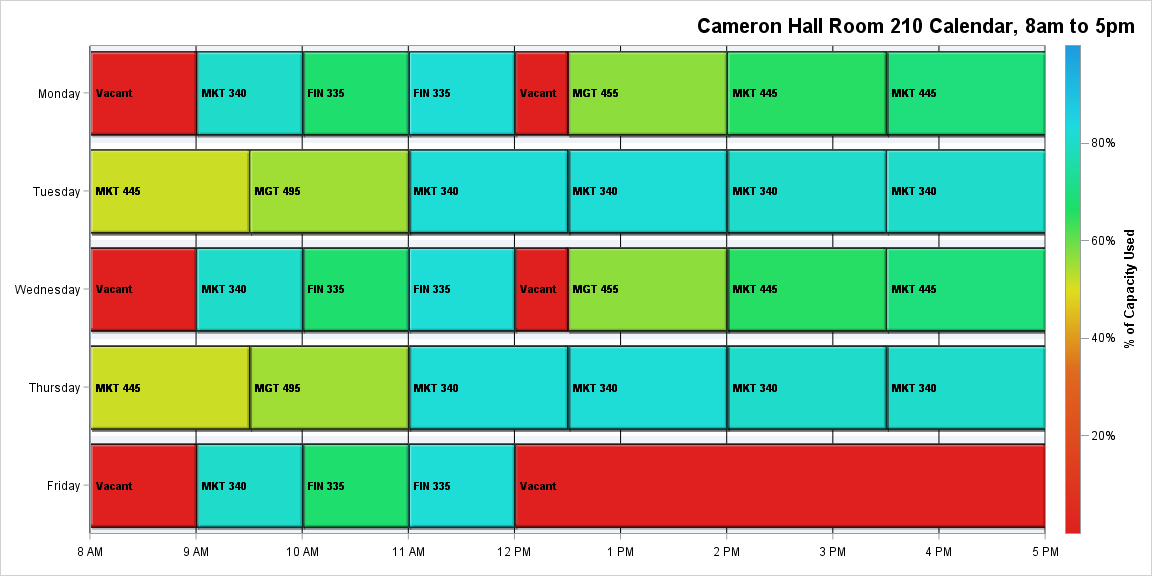 Cameron Hall Room 210 Calendar, 8am to 5pm
Monday
Vacant
MKT 340
FIN 335
FIN 335
Vacant
MGT 455
MKT 445
MKT 445
Tuesday
MKT 445
MGT 495
MKT 340
MKT 340
MKT 340
MKT 340
Wednesday
Vacant
MKT 340
FIN 335
FIN 335
Vacant
MGT 455
MKT 445
MKT 445
Thursday
MKT 445
MGT 495
MKT 340
MKT 340
MKT 340
MKT 340
Friday
Vacant
MKT 340
FIN 335
FIN 335
Vacant
8 AM
9 AM
10 AM
11 AM
12 PM
1 PM
2 PM
3 PM
4 PM
5 PM
80%
60%
40%
20%
% of Capacity Used